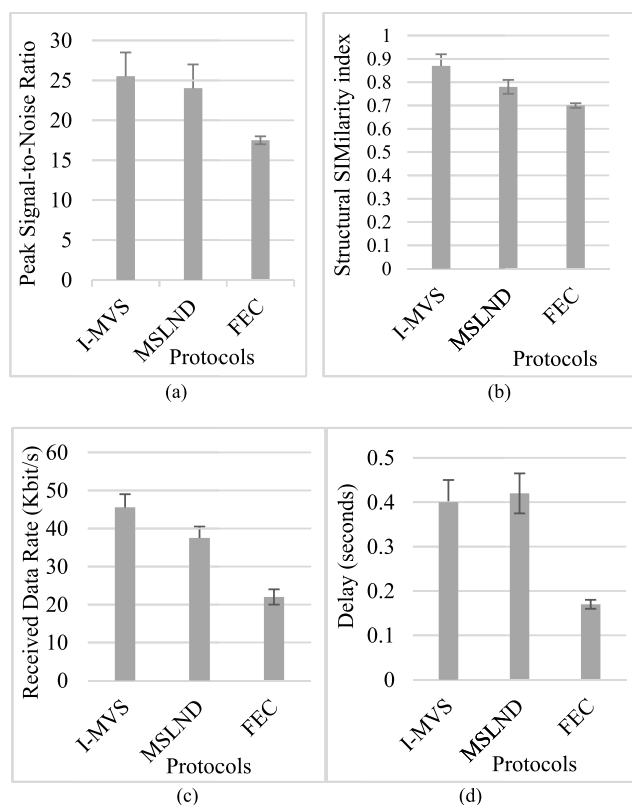 Peak Signal-to-Noise Ratio
30
25
20
15
10
5
0
I-MVS
MSLND
FEC
Protocols
(a)
Structural SIMilarity index
1
0.9
0.8
0.7
0.6
0.5
0.4
0.3
0.2
0.1
0
I-MVS
MSLND
FEC
Protocols
(b)
Received Data Rate (Kbit/s)
60
50
40
30
20
10
0
I-MVS
MSLND
FEC
Protocols
(c)
Delay (seconds)
0.5
0.4
0.3
0.2
0.1
0
I-MVS
MSLND
FEC
Protocols
(d)